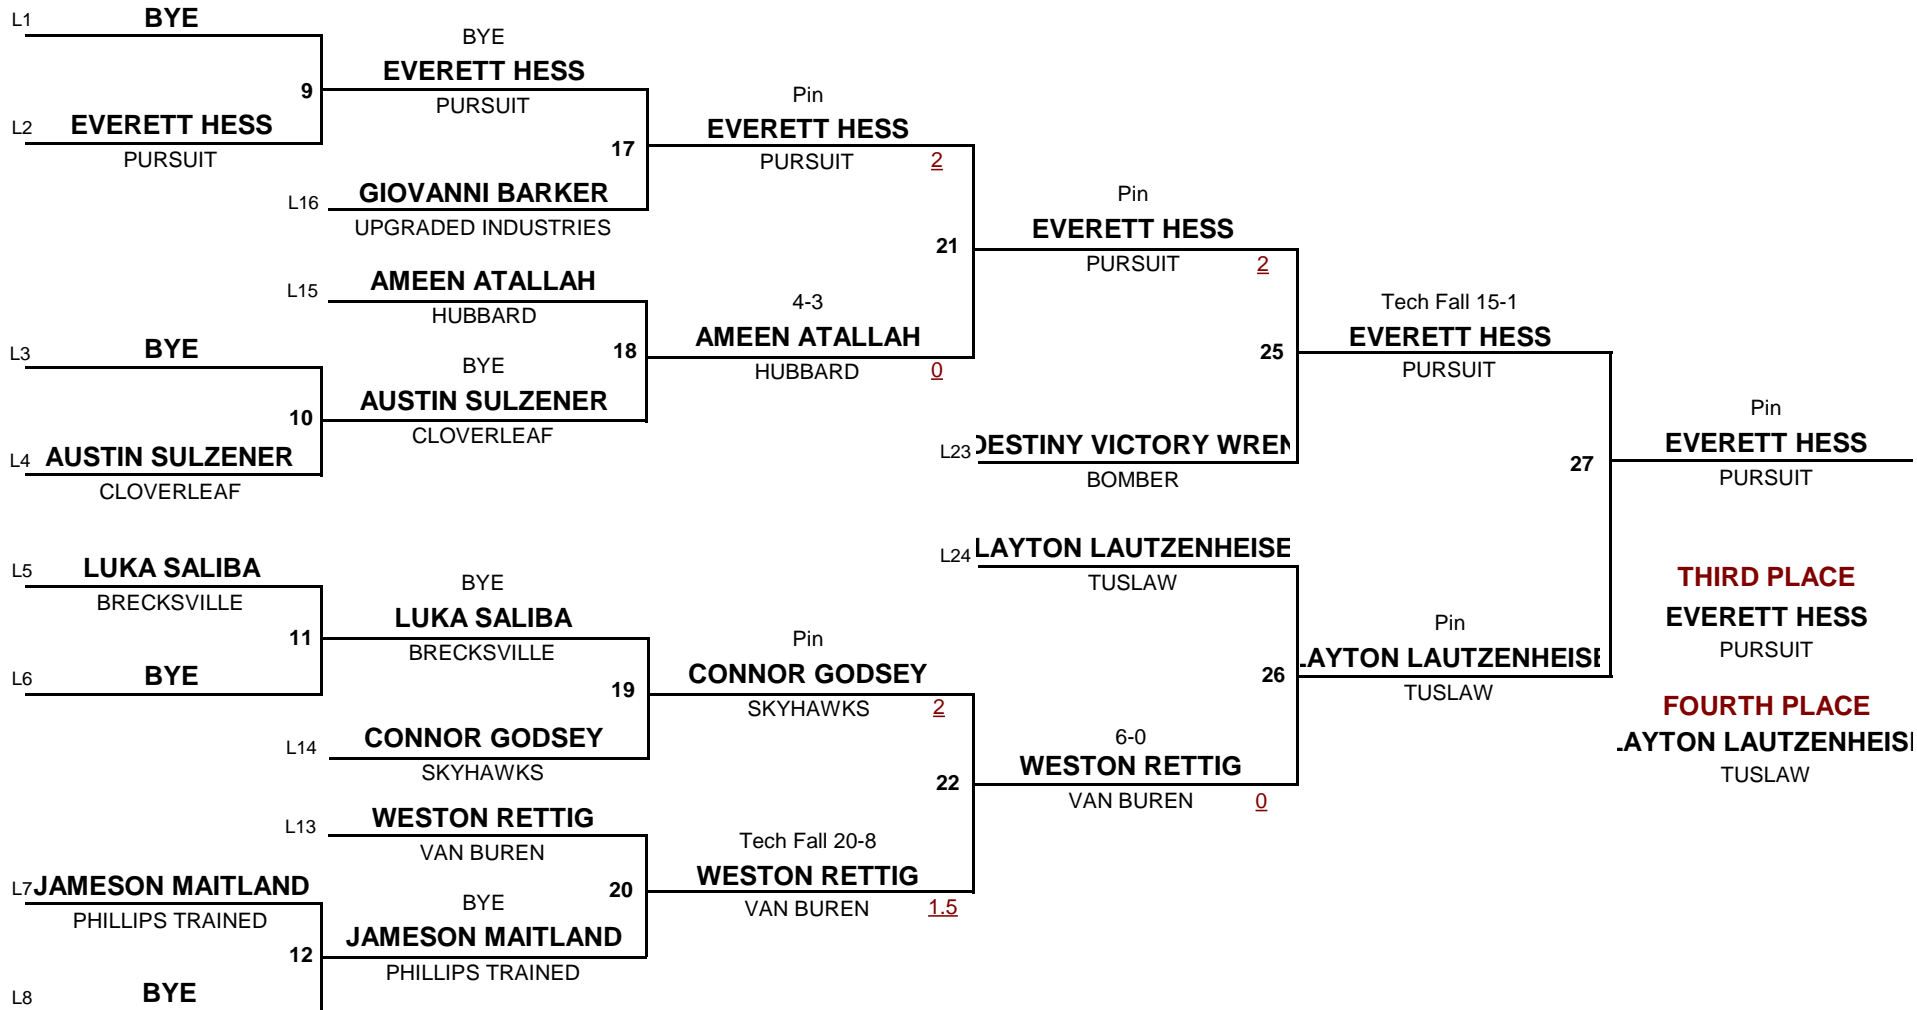 L1 BYE
BYE
EVERETT HESS
PURSUIT
9
L2 EVERETT HESS
PURSUIT
Pin
EVERETT HESS
PURSUIT 2
17
L16 GIOVANNI BARKER
UPGRADED INDUSTRIES
Pin
EVERETT HESS
PURSUIT 2
21
L15 AMEEN ATALLAH
HUBBARD
4-3
AMEEN ATALLAH
HUBBARD 0
18
L3 BYE
BYE
AUSTIN SULZENER
CLOVERLEAF
10
L4 AUSTIN SULZENER
CLOVERLEAF
Tech Fall 15-1
EVERETT HESS
PURSUIT
25
L23 DESTINY VICTORY WREN
BOMBER
Pin
EVERETT HESS
PURSUIT
27
L24 LAYTON LAUTZENHEISE
TUSLAW
L5 LUKA SALIBA
BRECKSVILLE
BYE
LUKA SALIBA
BRECKSVILLE
11
L6 BYE
Pin
CONNOR GODSEY
SKYHAWKS 2
19
L14 CONNOR GODSEY
SKYHAWKS
Pin
LAYTON LAUTZENHEISE
TUSLAW
26
6-0
WESTON RETTIG
VAN BUREN 0
22
L13 WESTON RETTIG
VAN BUREN
Tech Fall 20-8
WESTON RETTIG
VAN BUREN 1.5
20
L7 JAMESON MAITLAND
PHILLIPS TRAINED
BYE
JAMESON MAITLAND
PHILLIPS TRAINED
12
L8 BYE
THIRD PLACE
EVERETT HESS
PURSUIT
FOURTH PLACE
LAYTON LAUTZENHEISE
TUSLAW